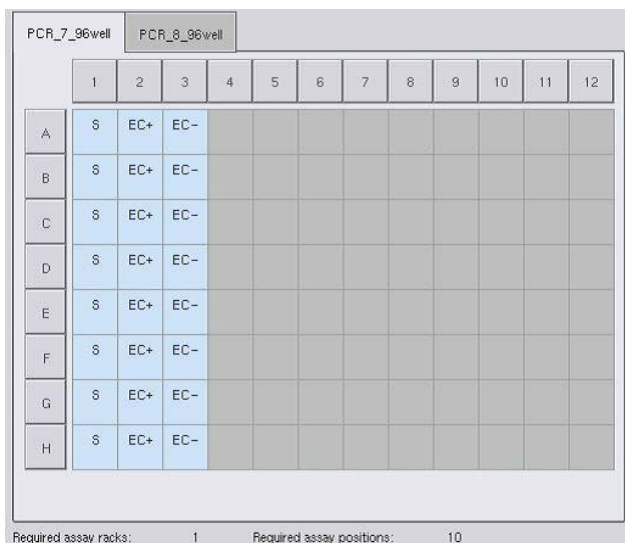 PCR_7_96well PCR_8_96well
1 2 3 4 5 6 7 8 9 10 11 12
A S EC+ EC-
B S EC+ EC-
C S EC+ EC-
D S EC+ EC-
E S EC+ EC-
F S EC+ EC-
G S EC+ EC-
H S EC+ EC-
Required assay racks: 1 Required assay positions: 10